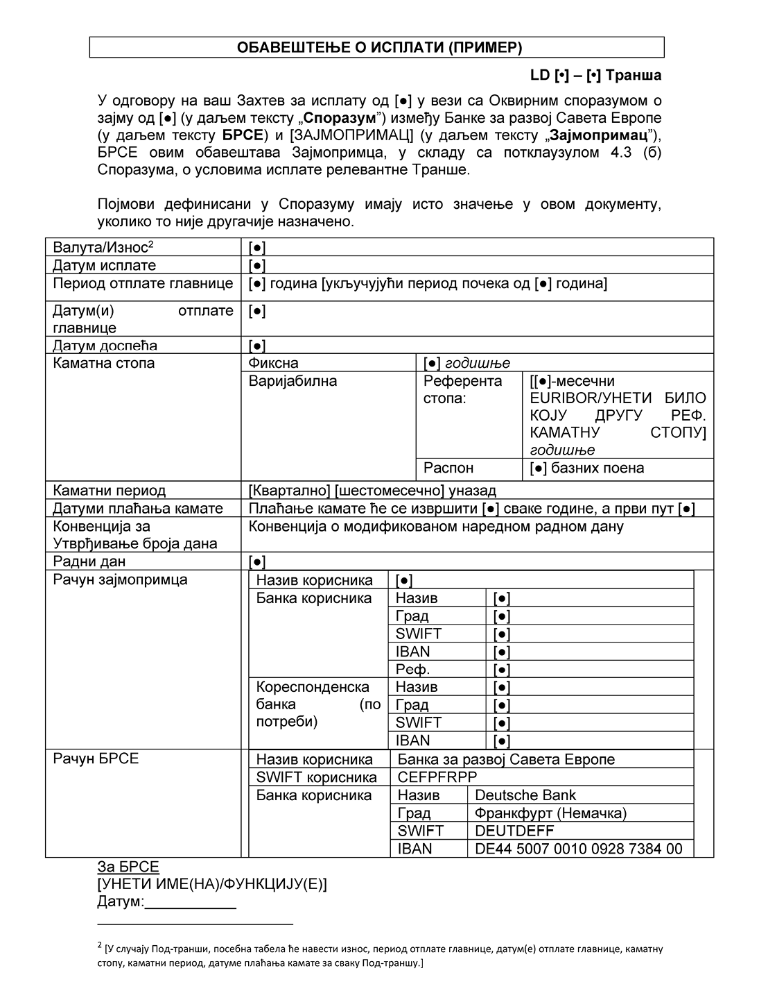 ОБАВЕШТЕЊЕ О ИСПЛАТИ (ПРИМЕР)
LD [•] – [•] Транша
У одговору на ваш Захтев за исплату од [●] у вези са Оквирним споразумом о
зајму од [●] (у даљем тексту „Споразум”) између Банке за развој Савета Европе
(у даљем тексту БРСЕ) и [ЗАЈМОПРИМАЦ] (у даљем тексту „Зајмопримац”),
БРСЕ овим обавештава Зајмопримца, у складу са потклаузулом 4.3 (б)
Споразума, о условима исплате релевантне Транше.
Појмови дефинисани у Споразуму имају исто значење у овом документу,
уколико то није другачије назначено.
Валута/Износ2 [●]
Датум исплате [●]
Период отплате главнице [●] година [укључујући период почека од [●] година]
Датум(и) отплате [●]
главнице
Датум доспећа [●]
Каматна стопа Фиксна [●] годишње
Варијабилна Референта [[●]-месечни
стопа: EURIBOR/УНЕТИ БИЛО
КОЈУ ДРУГУ РЕФ.
КАМАТНУ СТОПУ]
годишње
Распон [●] базних поена
Каматни период [Квартално] [шестомесечно] уназад
Датуми плаћања камате Плаћање камате ће се извршити [●] сваке године, а први пут [●]
Конвенција за Конвенција о модификованом наредном радном дану
Утврђивање броја дана
Радни дан [●]
Рачун зајмопримца Назив корисника [●]
Банка корисника Назив [●]
Град [●]
SWIFT [●]
IBAN [●]
Реф. [●]
Кореспонденска Назив [●]
банка (по Град [●]
потреби) SWIFT [●]
IBAN [●]
Рачун БРСЕ Назив корисника Банка за развој Савета Европе
SWIFT корисника CEFPFRPP
Банка корисника Назив Deutsche Bank
Град Франкфурт (Немачка)
SWIFT DEUTDEFF
IBAN DE44 5007 0010 0928 7384 00
За БРСЕ
[УНЕТИ ИМЕ(НА)/ФУНКЦИЈУ(Е)]
Датум:___________
2 [У случају Под-транши, посебна табела ће навести износ, период отплате главнице, датум(е) отплате главнице, каматну
стопу, каматни период, датуме плаћања камате за сваку Под-траншу.]